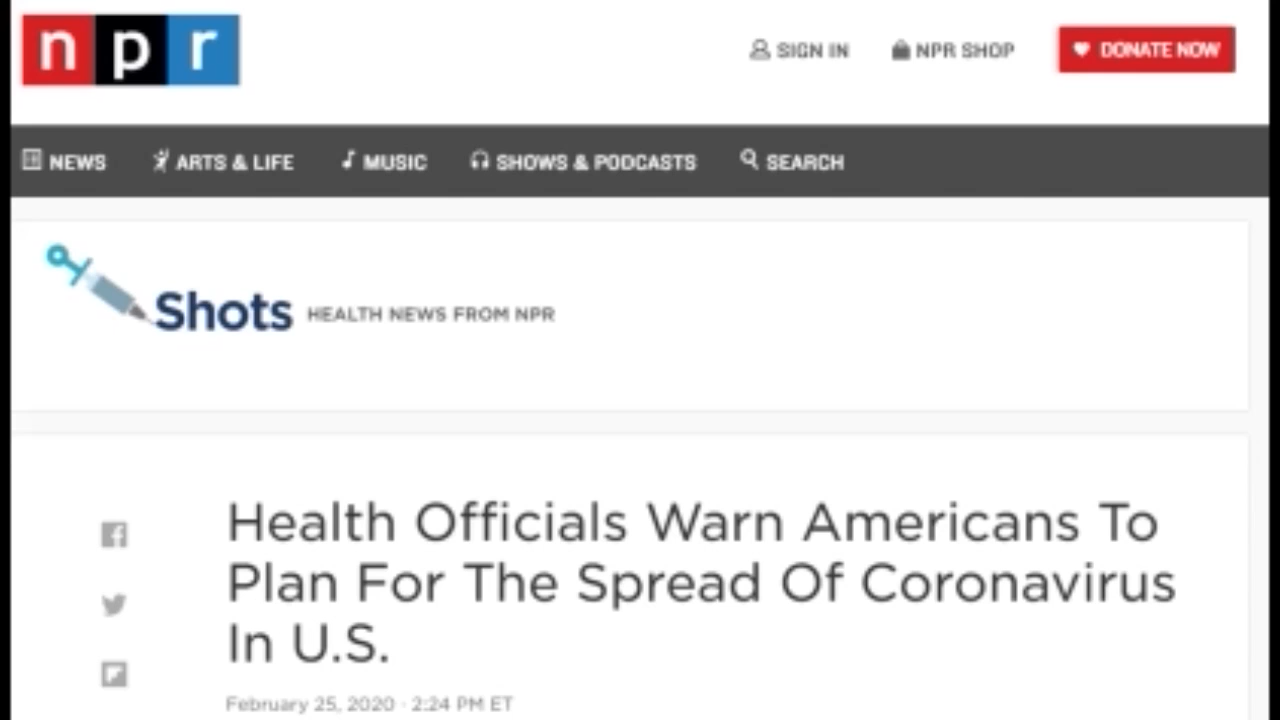 npr
SIGN IN NPR SHOP DONATE NOW
NEWS ARTS & LIFE MUSIC SHOWS & PODCASTS SEARCH
Shots HEALTH NEWS FROM NPR
Health Officials Warn Americans To
Plan For The Spread Of Coronavirus
In U.S.
February 25, 2020 · 2:24 PM ET